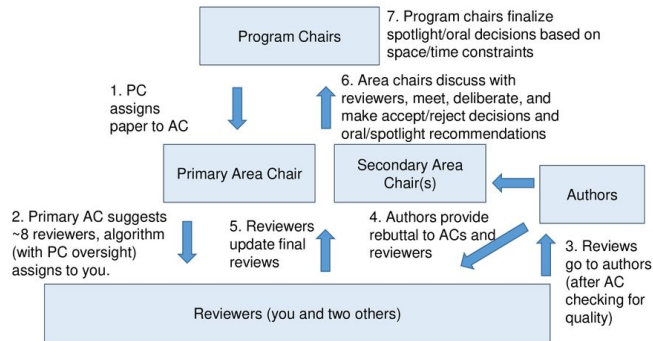 Program Chairs
7. Program chairs finalize
spotlight/oral decisions based on
space/time constraints
1. PC
assigns
paper to AC
6. Area chairs discuss with
reviewers, meet, deliberate, and
make accept/reject decisions and
oral/spotlight recommendations
Primary Area Chair
Secondary Area
Chair(s)
Authors
2. Primary AC suggests
~8 reviewers, algorithm
(with PC oversight)
assigns to you.
5. Reviewers
update final
reviews
4. Authors provide
rebuttal to ACs and
reviewers
3. Reviews
go to authors
(after AC
checking for
quality)
Reviewers (you and two others)